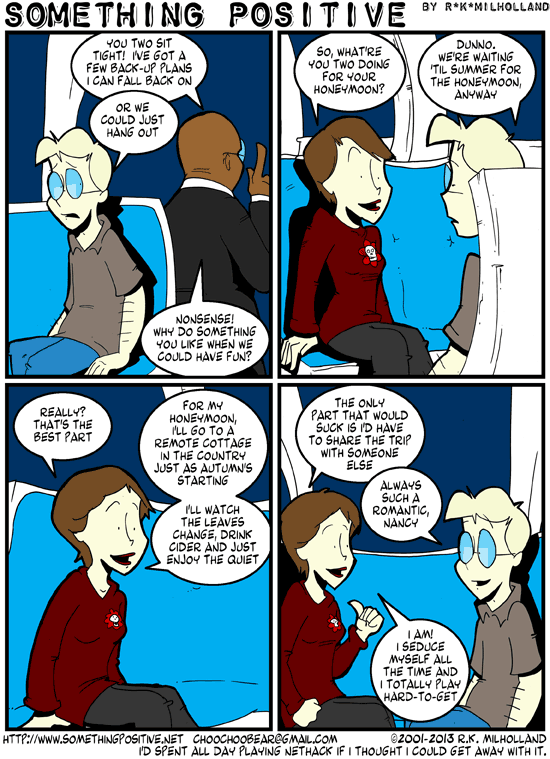 SOMETHING POSITIVE BY R*K*MILHOLLAND
YOU TWO SIT
TIGHT! I'VE GOT A
FEW BACK-UP PLANS
I CAN FALL BACK ON
OR WE
COULD JUST
HANG OUT
NONSENSE!
WHY DO SOMETHING
YOU LIKE WHEN WE
COULD HAVE FUN?
SO, WHAT'RE
YOU TWO DOING
FOR YOUR
HONEYMOON?
DUNNO.
WE'RE WAITING
'TIL SUMMER FOR
THE HONEYMOON,
ANYWAY
REALLY?
THAT'S THE
BEST PART
FOR MY
HONEYMOON,
I'LL GO TO A
REMOTE COTTAGE
IN THE COUNTRY
JUST AS AUTUMN'S
STARTING
I'LL WATCH
THE LEAVES
CHANGE, DRINK
CIDER AND JUST
ENJOY THE QUIET
THE ONLY
PART THAT WOULD
SUCK IS I'D HAVE
TO SHARE THE TRIP
WITH SOMEONE
ELSE
ALWAYS
SUCH A
ROMANTIC,
NANCY
I AM!
I SEDUCE
MYSELF ALL
THE TIME AND
I TOTALLY PLAY
HARD-TO-GET
HTTP://WWW.SOMETHINGPOSITIVE.NET CHOOCHOOBEAR@GMAIL.COM ©2001-2013 R.K. MILHOLLAND
I'D SPENT ALL DAY PLAYING NETHACK IF I THOUGHT I COULD GET AWAY WITH IT.